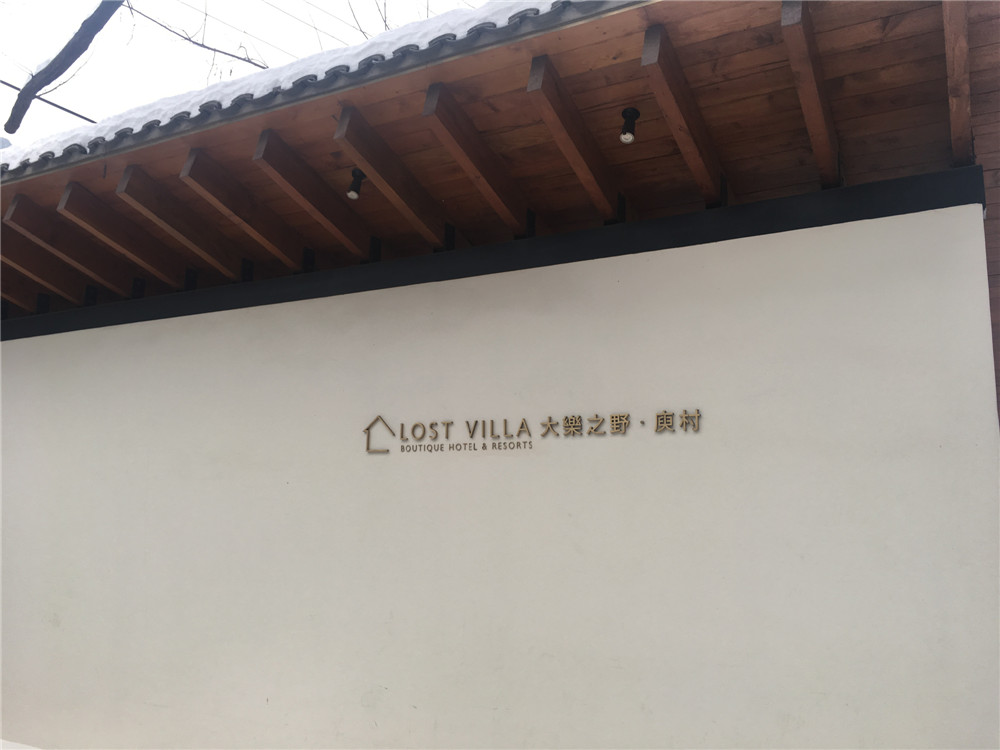 LOST VILLA 大樂之野·庾村
BOUTIQUE HOTEL & RESORTS